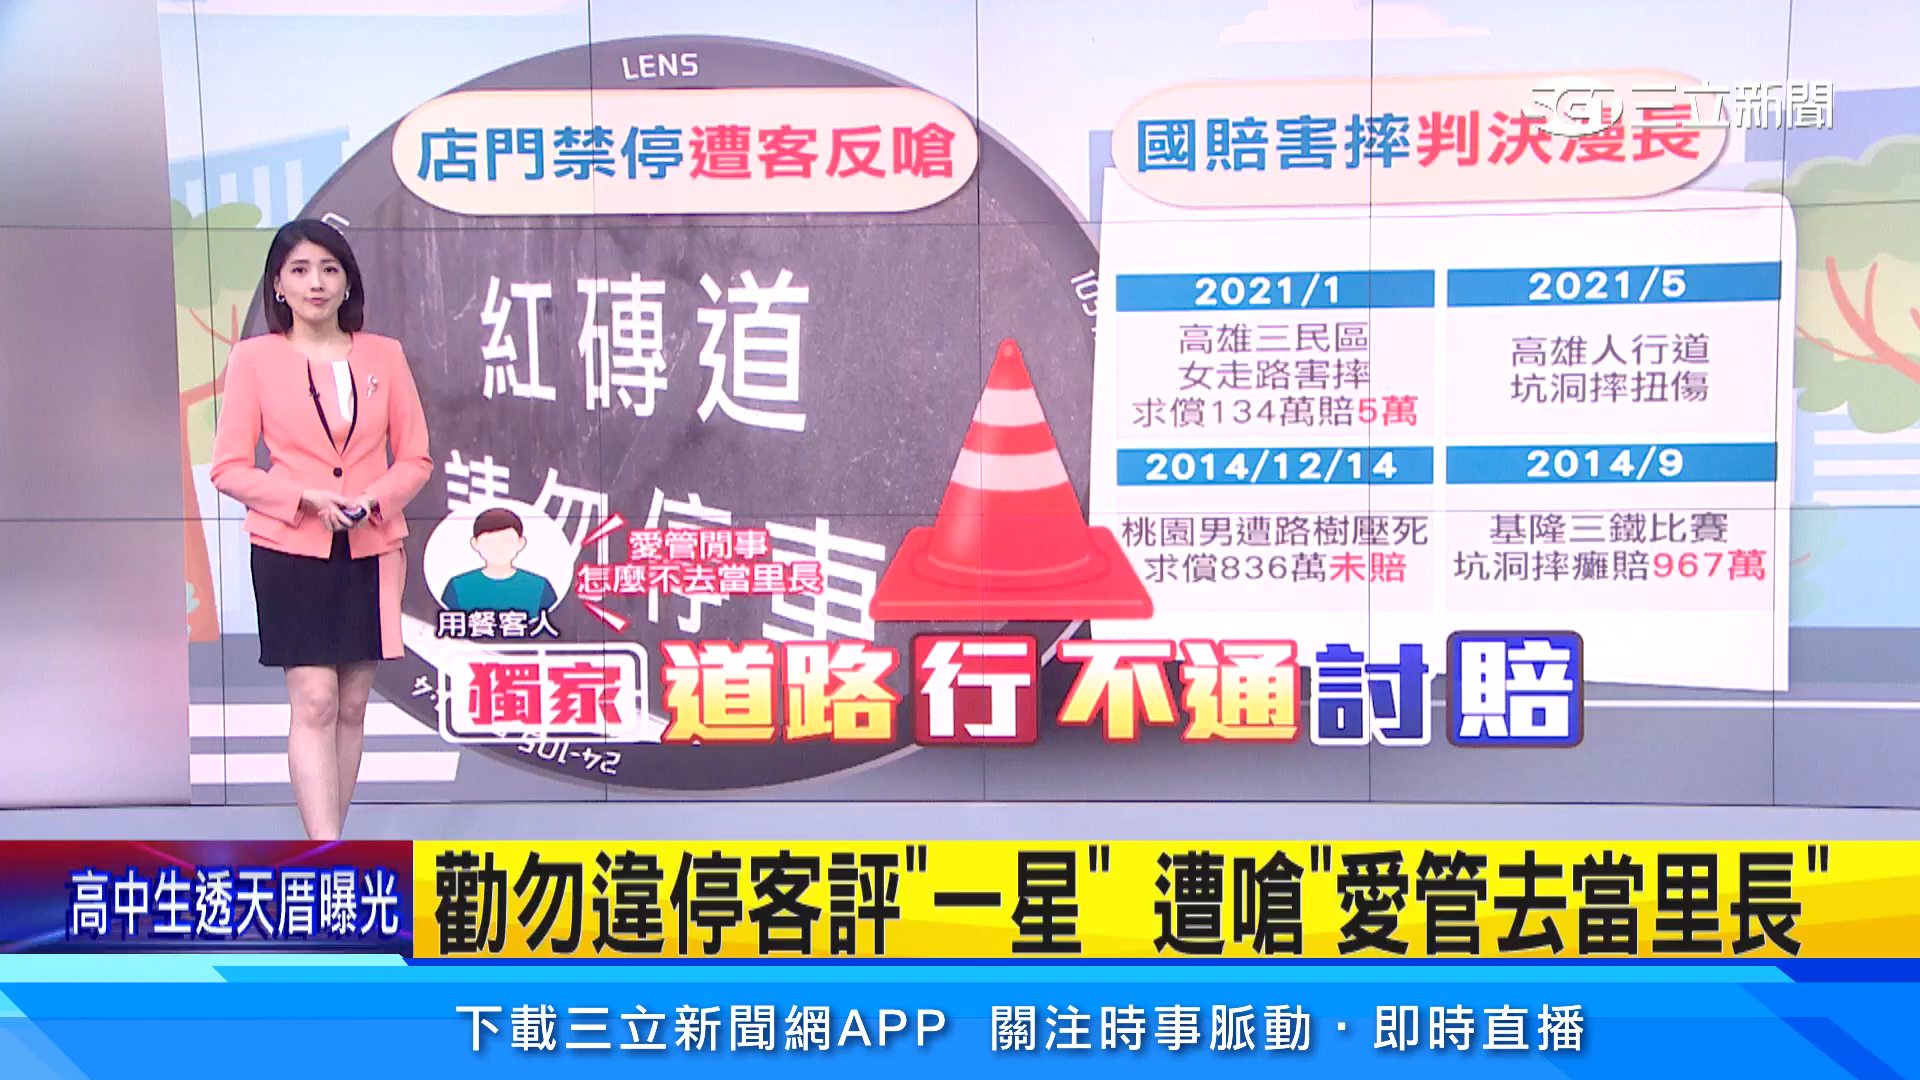 LENS
店門禁停遭客反嗆
紅磚道
請勿停車
愛管閒事
怎麼不去當里長
用餐客人
SET三立新聞
國賠害摔判決漫長
2021/1
高雄三民區
女走路害摔
求償134萬賠5萬
2021/5
高雄人行道
坑洞摔扭傷
2014/12/14
桃園男遭路樹壓死
求償836萬未賠
2014/9
基隆三鐵比賽
坑洞摔癱賠967萬
獨家 道路行不通討賠
高中生透天厝曝光
勸勿違停客評"一星" 遭嗆"愛管去當里長"
下載三立新聞網APP 關注時事脈動・即時直播